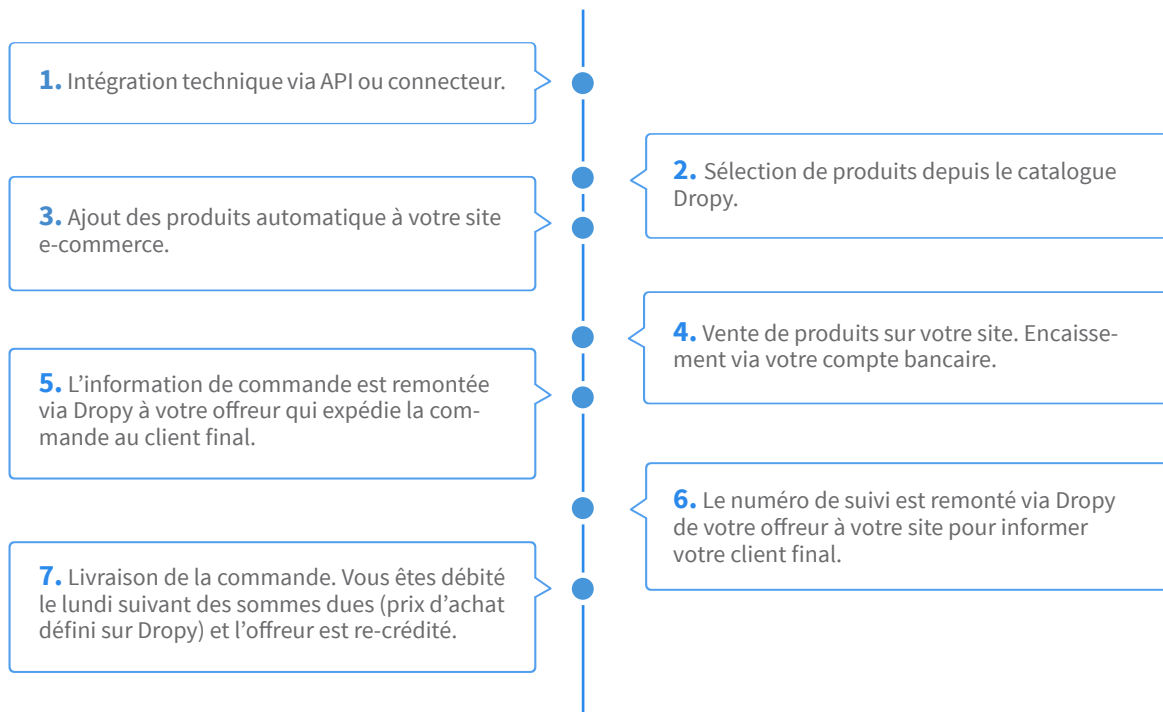 1. Intégration technique via API ou connecteur.
2. Sélection de produits depuis le catalogue
Dropy.
3. Ajout des produits automatique à votre site
e-commerce.
4. Vente de produits sur votre site. Encaisse-
ment via votre compte bancaire.
5. L’information de commande est remontée
via Dropy à votre offreur qui expédie la com-
mande au client final.
6. Le numéro de suivi est remonté via Dropy
de votre offreur à votre site pour informer
votre client final.
7. Livraison de la commande. Vous êtes débité
le lundi suivant des sommes dues (prix d’achat
défini sur Dropy) et l’offreur est re-crédité.